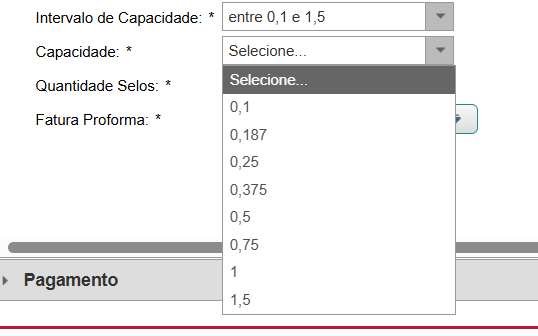 Intervalo de Capacidade: * entre 0,1 e 1,5
Capacidade: * Selecione...
Quantidade Selos: * Selecione...
0,1
Fatura Proforma: *
0,187
0,25
0,375
0,5
0,75
Pagamento 1
1,5